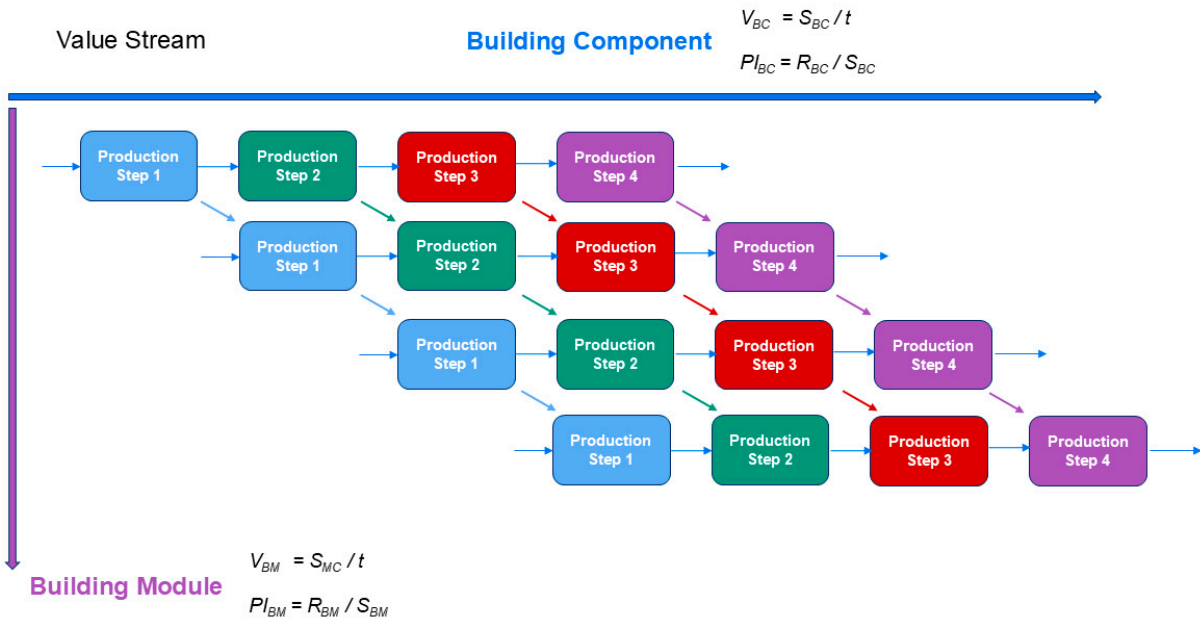 Value Stream
Building Component
V_BC = S_BC / t
PI_BC = R_BC / S_BC
Production
Step 1
Production
Step 2
Production
Step 3
Production
Step 4
Production
Step 1
Production
Step 2
Production
Step 3
Production
Step 4
Production
Step 1
Production
Step 2
Production
Step 3
Production
Step 4
Production
Step 1
Production
Step 2
Production
Step 3
Production
Step 4
Building Module
V_BM = S_MC / t
PI_BM = R_BM / S_BM